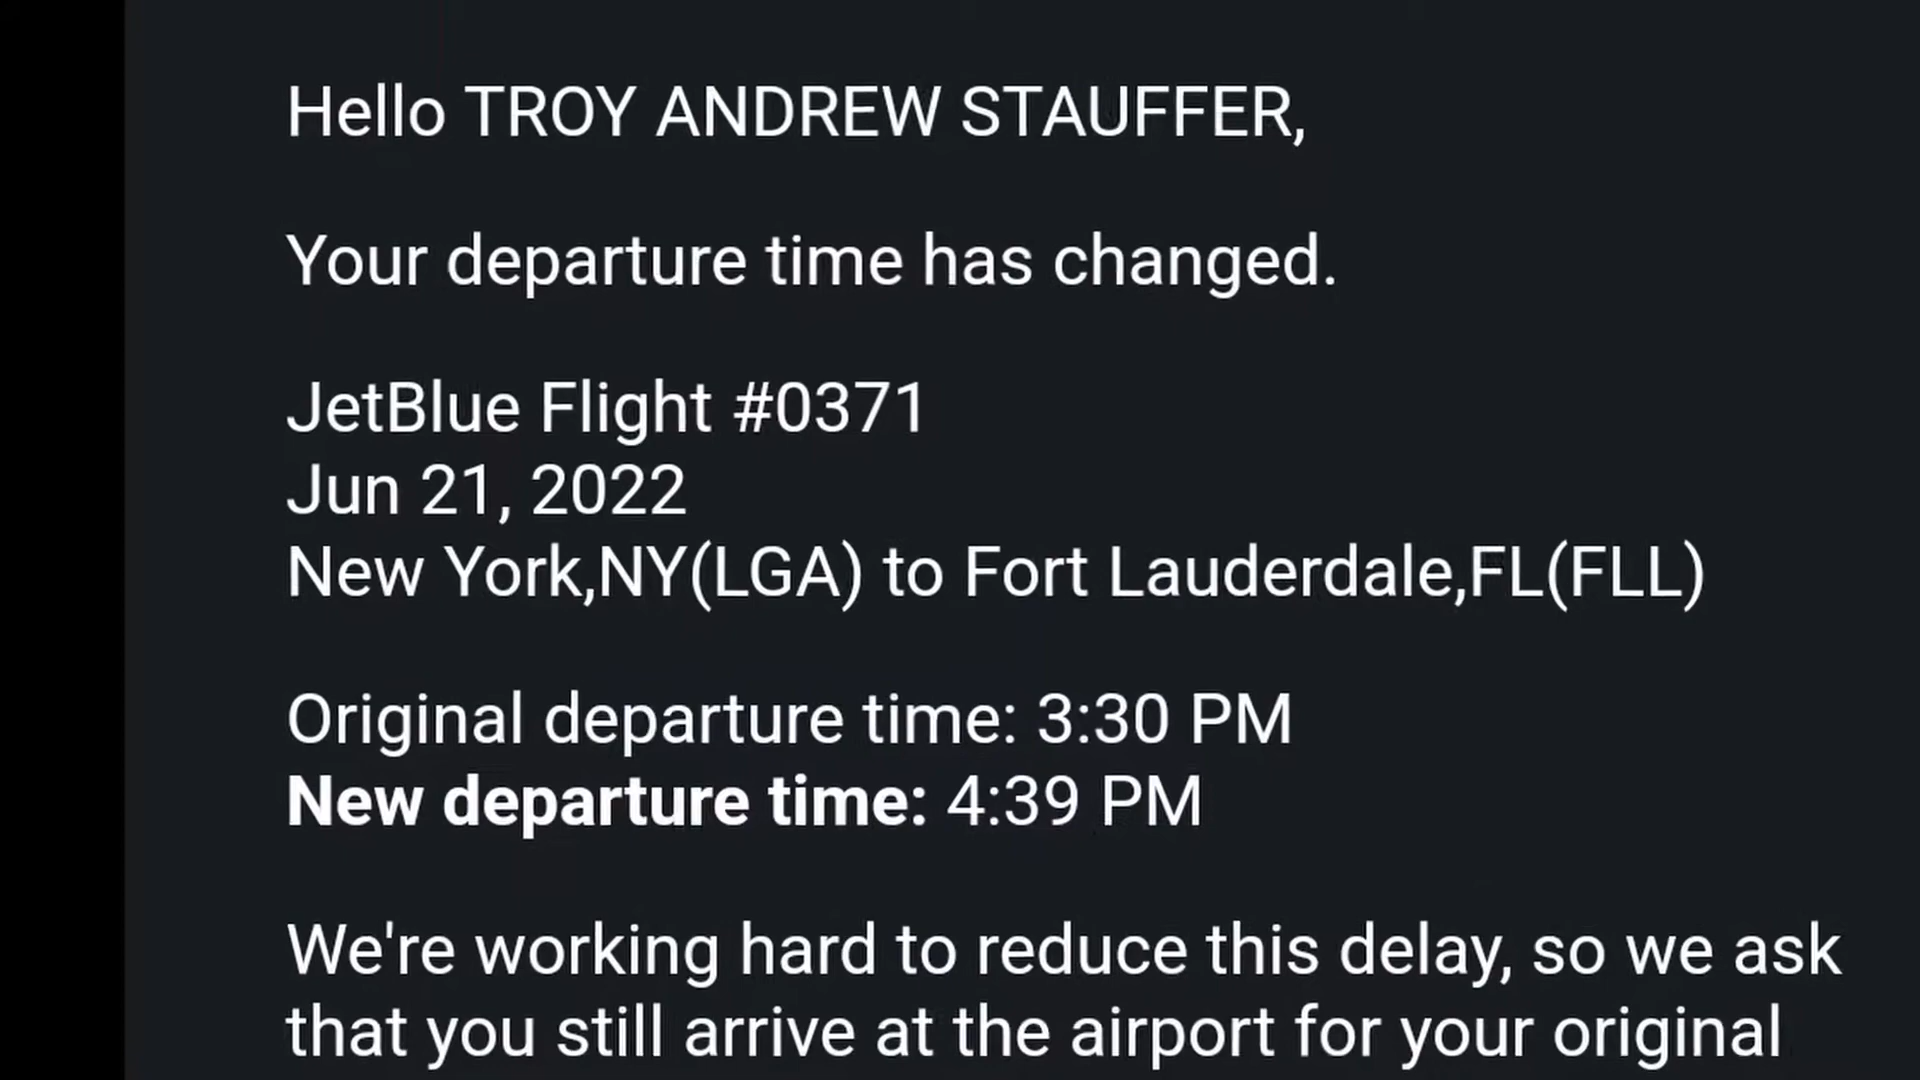 Hello TROY ANDREW STAUFFER,
Your departure time has changed.
JetBlue Flight #0371
Jun 21, 2022
New York,NY(LGA) to Fort Lauderdale,FL(FLL)
Original departure time: 3:30 PM
New departure time: 4:39 PM
We're working hard to reduce this delay, so we ask
that you still arrive at the airport for your original